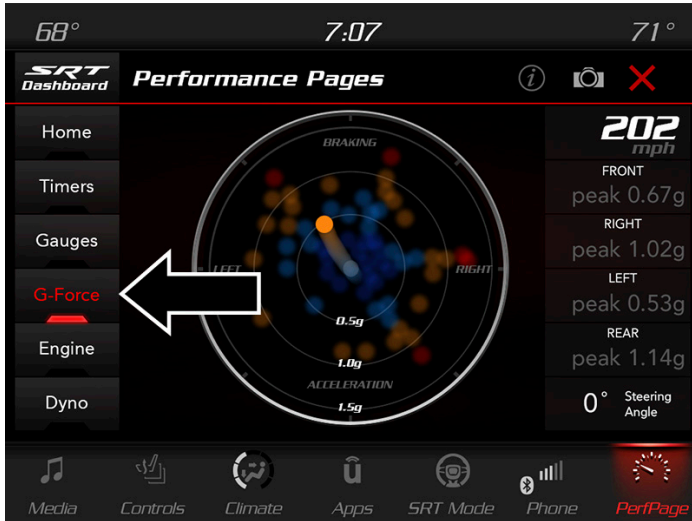 68°
7:07
71°
SRT
Dashboard
Performance Pages
i
Home
Timers
Gauges
G-Force
Engine
Dyno
BRAKING
LEFT
RIGHT
0.5g
1.0g
ACCELERATION
1.5g
202
mph
FRONT
peak 0.67g
RIGHT
peak 1.02g
LEFT
peak 0.53g
REAR
peak 1.14g
0° Steering
Angle
Media
Controls
Climate
Apps
SRT Mode
Phone
PerfPage